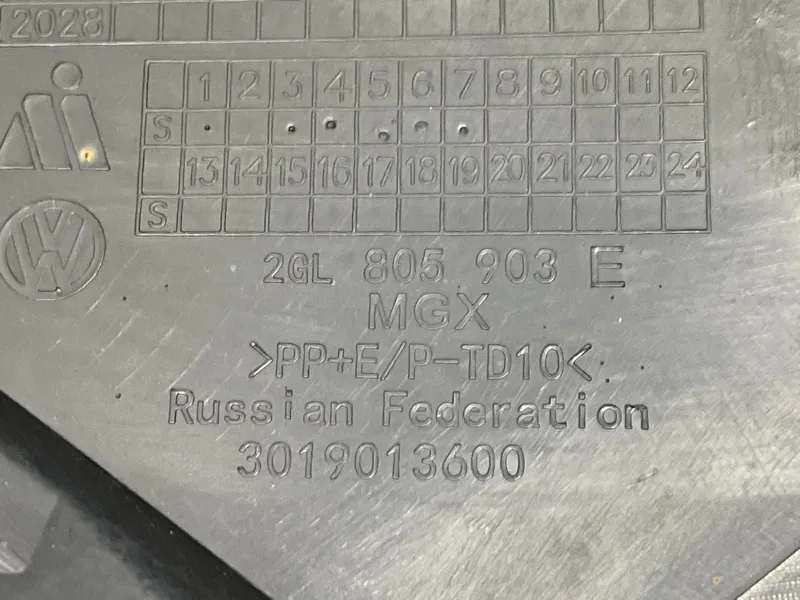 2028
1 2 3 4 5 6 7 8 9 10 11 12
S
13 14 15 16 17 18 19 20 21 22 23 24
S
VW
2GL 805 903 E
MGX
>PP+E/P-TD10<
Russian Federation
3019013600